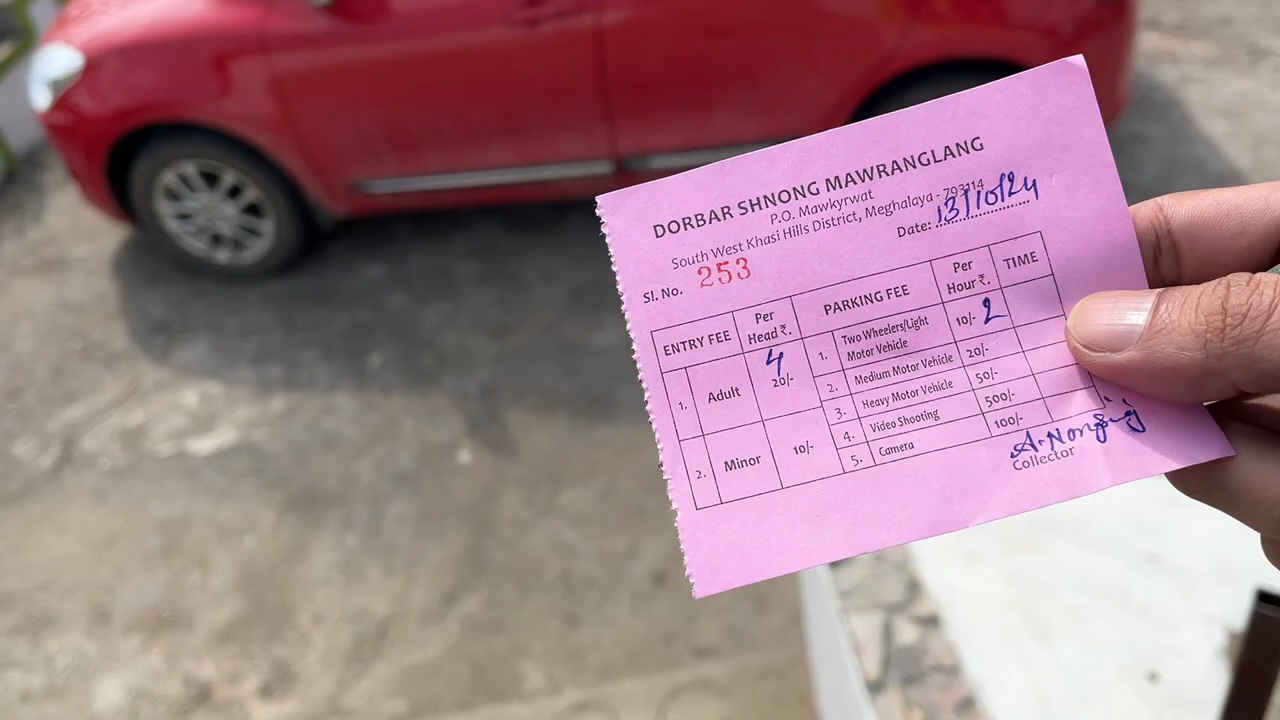 DORBAR SHNONG MAWRANGLANG
P.O. Mawkyrwat
South West Khasi Hills District, Meghalaya - 793114
Sl. No. 253
Date: 13/10/24
ENTRY FEE Per Head ₹. PARKING FEE Per Hour ₹. TIME
1. Adult 4 20/- 1. Two Wheelers/Light Motor Vehicle 10/- 2
2. Medium Motor Vehicle 20/-
3. Heavy Motor Vehicle 50/-
2. Minor 10/- 4. Video Shooting 500/-
5. Camera 100/-
Collector